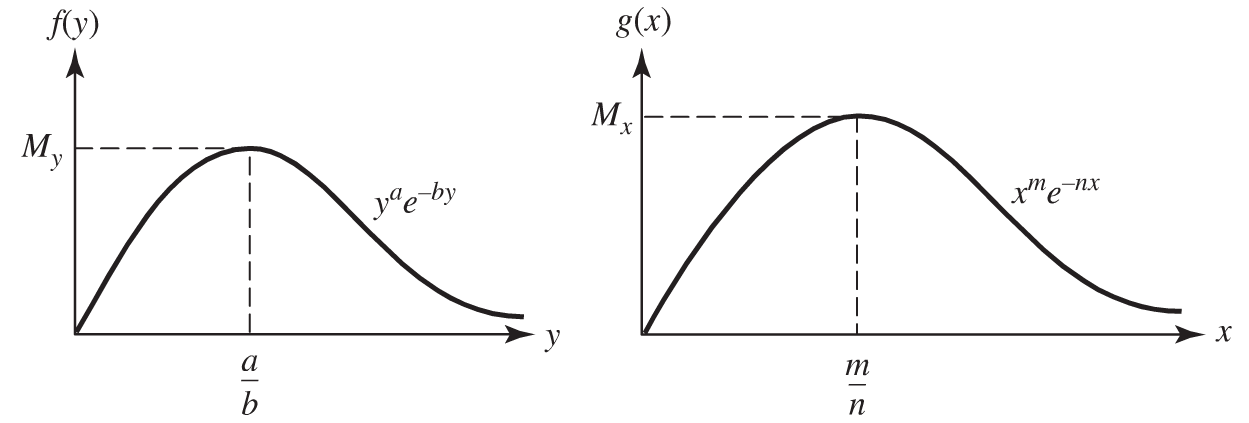 f(y)
M_y
y^a e^{-by}
y
a/b
g(x)
M_x
x^m e^{-nx}
x
m/n